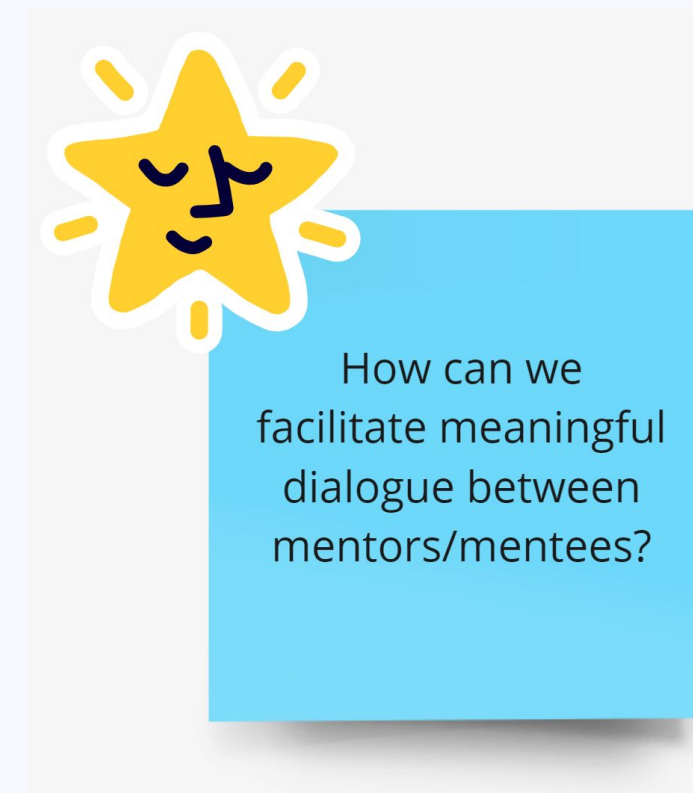 How can we
facilitate meaningful
dialogue between
mentors/mentees?